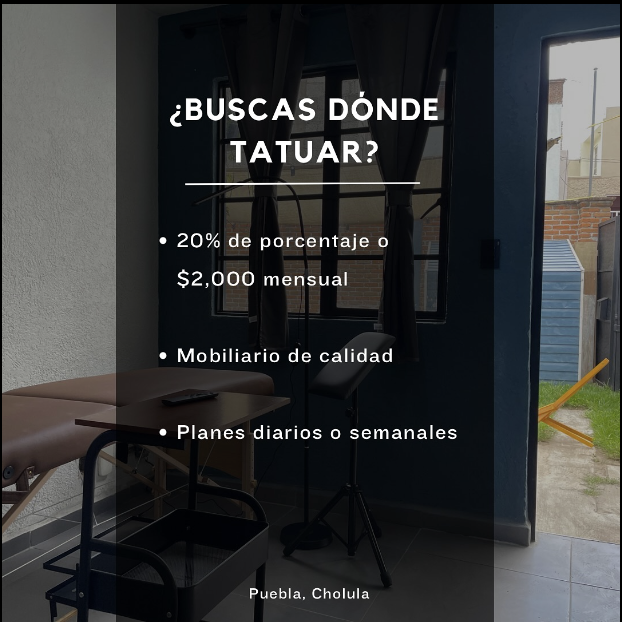 ¿BUSCAS DÓNDE
TATUAR?
• 20% de porcentaje o
$2,000 mensual
• Mobiliario de calidad
• Planes diarios o semanales
Puebla, Cholula